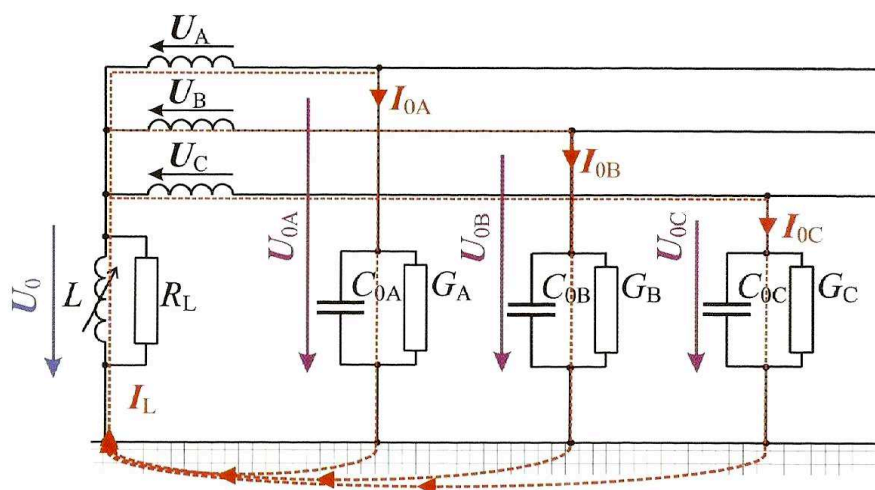 U_A
U_B
U_C
I_0A
I_0B
I_0C
U_0
U_0A
U_0B
U_0C
L
R_L
C_0A
G_A
C_0B
G_B
C_0C
G_C
I_L